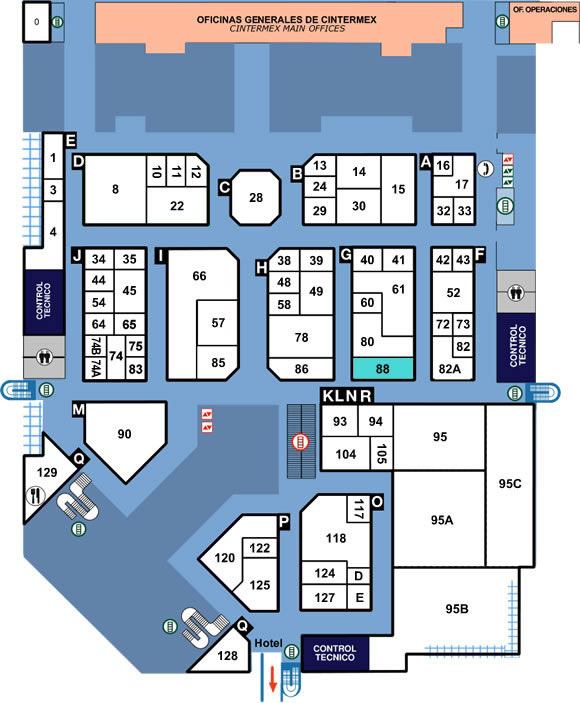 0
OFICINAS GENERALES DE CINTERMEX
CINTERMEX MAIN OFFICES
OF. OPERACIONES
E
1
3
4
D
8
10
11
12
22
C
28
B
13
24
29
14
30
15
A
16
17
32
33
CONTROL
TECNICO
J
34
35
44
45
54
64
65
74B
74A
74
75
83
I
66
57
85
H
38
39
48
49
58
78
86
G
40
41
61
60
80
88
F
42
43
52
72
73
82
82A
CONTROL
TECNICO
M
90
K L N R
93
94
95
104
105
95C
95A
95B
Q
129
P
120
122
125
O
117
118
124
D
127
E
Q
128
Hotel
CONTROL
TECNICO